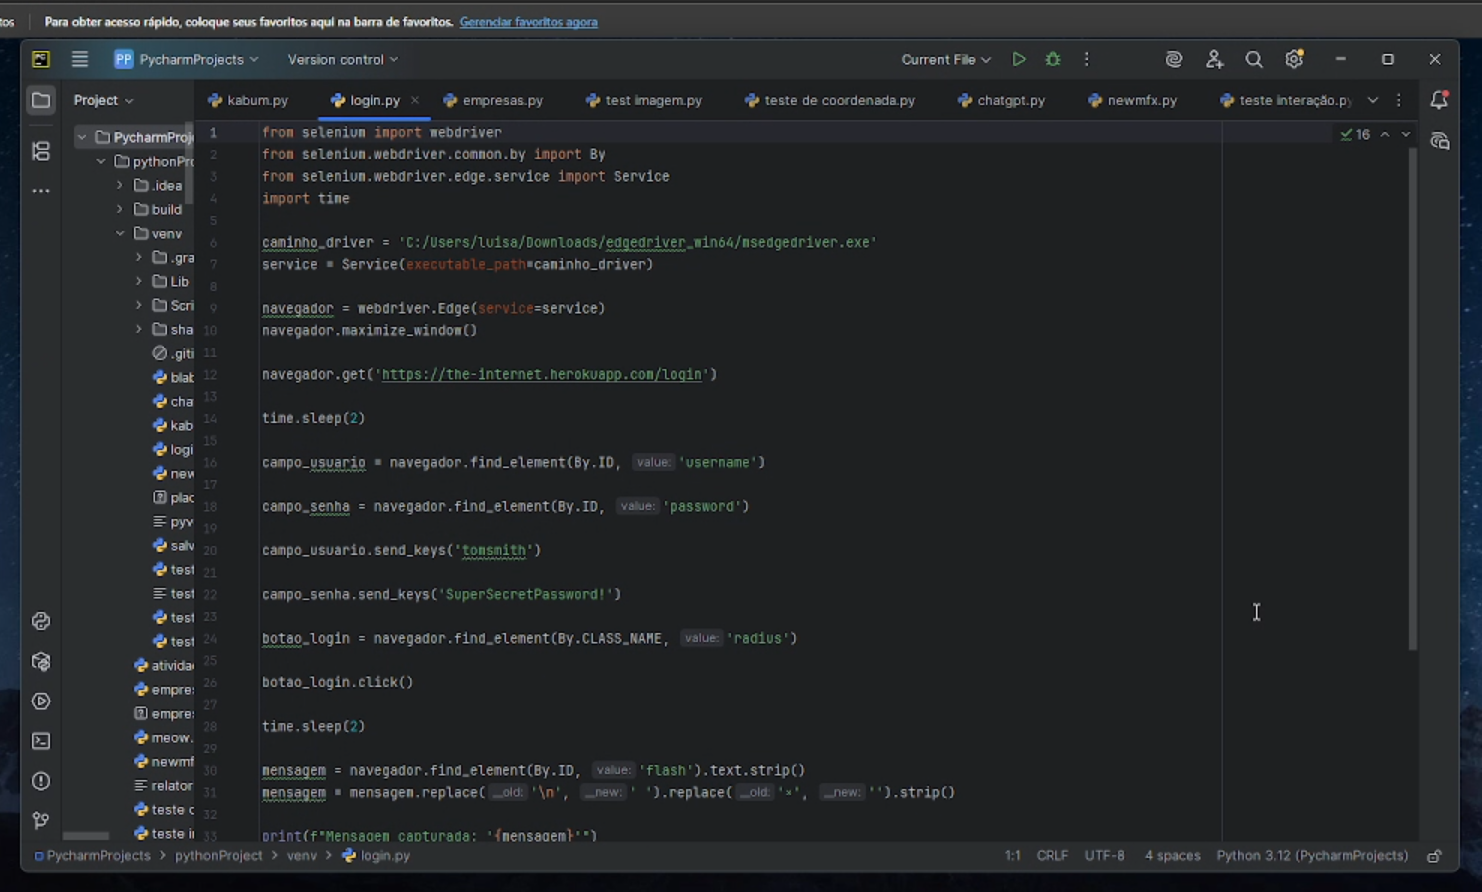 tos
Para obter acesso rápido, coloque seus favoritos aqui na barra de favoritos. Gerenciar favoritos agora
PC
PP PycharmProjects
Version control
Current File
Project
kabum.py
login.py
empresas.py
test imagem.py
teste de coordenada.py
chatgpt.py
newmfx.py
teste interação.py
PycharmProj
pythonPro
.idea
build
venv
.gra
Lib
Scri
sha
.giti
blab
cha
kab
logi
new
plac
pyv
salv
test
test
test
test
atividad
empres
empres
meow.
newmf
relator
teste c
teste in
16
1 from selenium import webdriver
2 from selenium.webdriver.common.by import By
3 from selenium.webdriver.edge.service import Service
4 import time
5
6 caminho_driver = 'C:/Users/luisa/Downloads/edgedriver_win64/msedgedriver.exe'
7 service = Service(executable_path=caminho_driver)
8
9 navegador = webdriver.Edge(service=service)
10 navegador.maximize_window()
11
12 navegador.get('https://the-internet.herokuapp.com/login')
13
14 time.sleep(2)
15
16 campo_usuario = navegador.find_element(By.ID, value: 'username')
17
18 campo_senha = navegador.find_element(By.ID, value: 'password')
19
20 campo_usuario.send_keys('tomsmith')
21
22 campo_senha.send_keys('SuperSecretPassword!')
23
24 botao_login = navegador.find_element(By.CLASS_NAME, value: 'radius')
25
26 botao_login.click()
27
28 time.sleep(2)
29
30 mensagem = navegador.find_element(By.ID, value: 'flash').text.strip()
31 mensagem = mensagem.replace(__old: '\n', __new: ' ').replace(__old: '×', __new: '').strip()
32
33 print(f"Mensagem capturada: '{mensagem}'")
PycharmProjects > pythonProject > venv > login.py
1:1 CRLF UTF-8 4 spaces Python 3.12 (PycharmProjects)